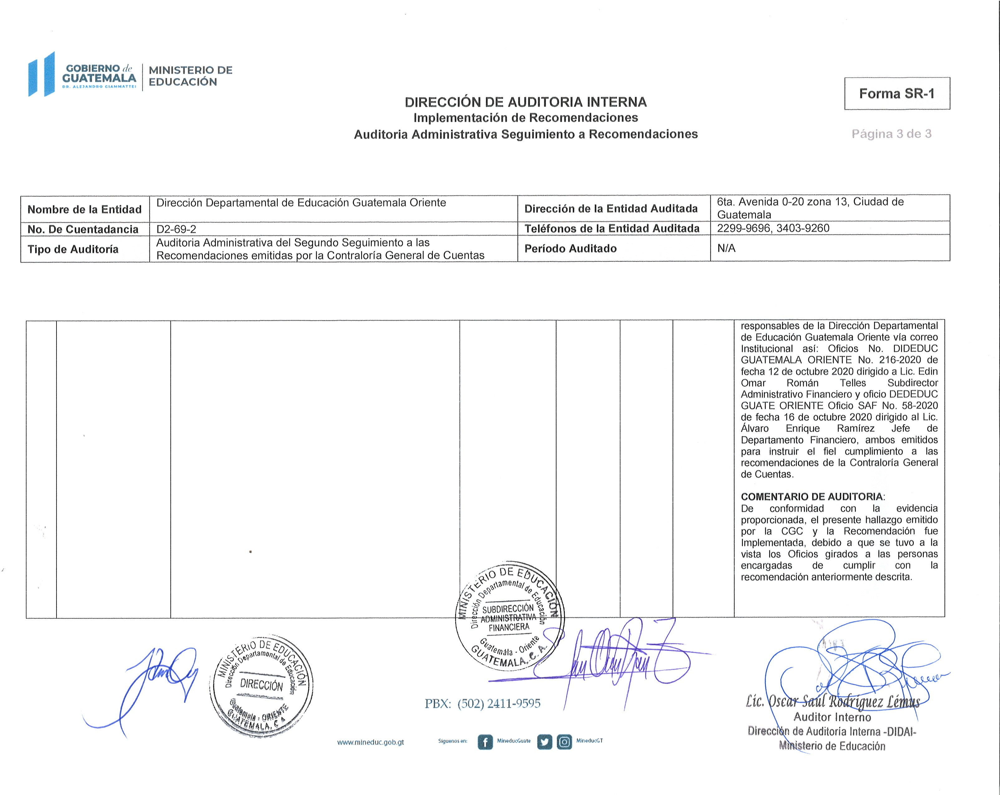 GOBIERNO de
GUATEMALA
DR. ALEJANDRO GIAMMATTEI
MINISTERIO DE
EDUCACIÓN
Forma SR-1
DIRECCIÓN DE AUDITORIA INTERNA
Implementación de Recomendaciones
Auditoria Administrativa Seguimiento a Recomendaciones
Página 3 de 3
Nombre de la Entidad
Dirección Departamental de Educación Guatemala Oriente
Dirección de la Entidad Auditada
6ta. Avenida 0-20 zona 13, Ciudad de
Guatemala
No. De Cuentadancia
D2-69-2
Teléfonos de la Entidad Auditada
2299-9696, 3403-9260
Tipo de Auditoría
Auditoria Administrativa del Segundo Seguimiento a las
Recomendaciones emitidas por la Contraloría General de Cuentas
Período Auditado
N/A
responsables de la Dirección Departamental
de Educación Guatemala Oriente vía correo
Institucional así: Oficios No. DIDEDUC
GUATEMALA ORIENTE No. 216-2020 de
fecha 12 de octubre 2020 dirigido a Lic. Edin
Omar Román Telles Subdirector
Administrativo Financiero y oficio DEDEDUC
GUATE ORIENTE Oficio SAF No. 58-2020
de fecha 16 de octubre 2020 dirigido al Lic.
Álvaro Enrique Ramírez Jefe de
Departamento Financiero, ambos emitidos
para instruir el fiel cumplimiento a las
recomendaciones de la Contraloría General
de Cuentas.
COMENTARIO DE AUDITORIA:
De conformidad con la evidencia
proporcionada, el presente hallazgo emitido
por la CGC y la Recomendación fue
Implementada, debido a que se tuvo a la
vista los Oficios girados a las personas
encargadas de cumplir con la
recomendación anteriormente descrita.
MINISTERIO DE EDUCACIÓN
Dirección Departamental de Educación
SUBDIRECCIÓN
ADMINISTRATIVA
FINANCIERA
Guatemala - Oriente
GUATEMALA, C. A.
MINISTERIO DE EDUCACIÓN
Dirección Departamental de Educación
DIRECCIÓN
Guatemala - ORIENTE
GUATEMALA, C A
PBX: (502) 2411-9595
Lic. Oscar Saúl Rodríguez Lémus
Auditor Interno
Dirección de Auditoría Interna -DIDAI-
Ministerio de Educación
www.mineduc.gob.gt
Síguenos en:
MineducGuate
MineducGT